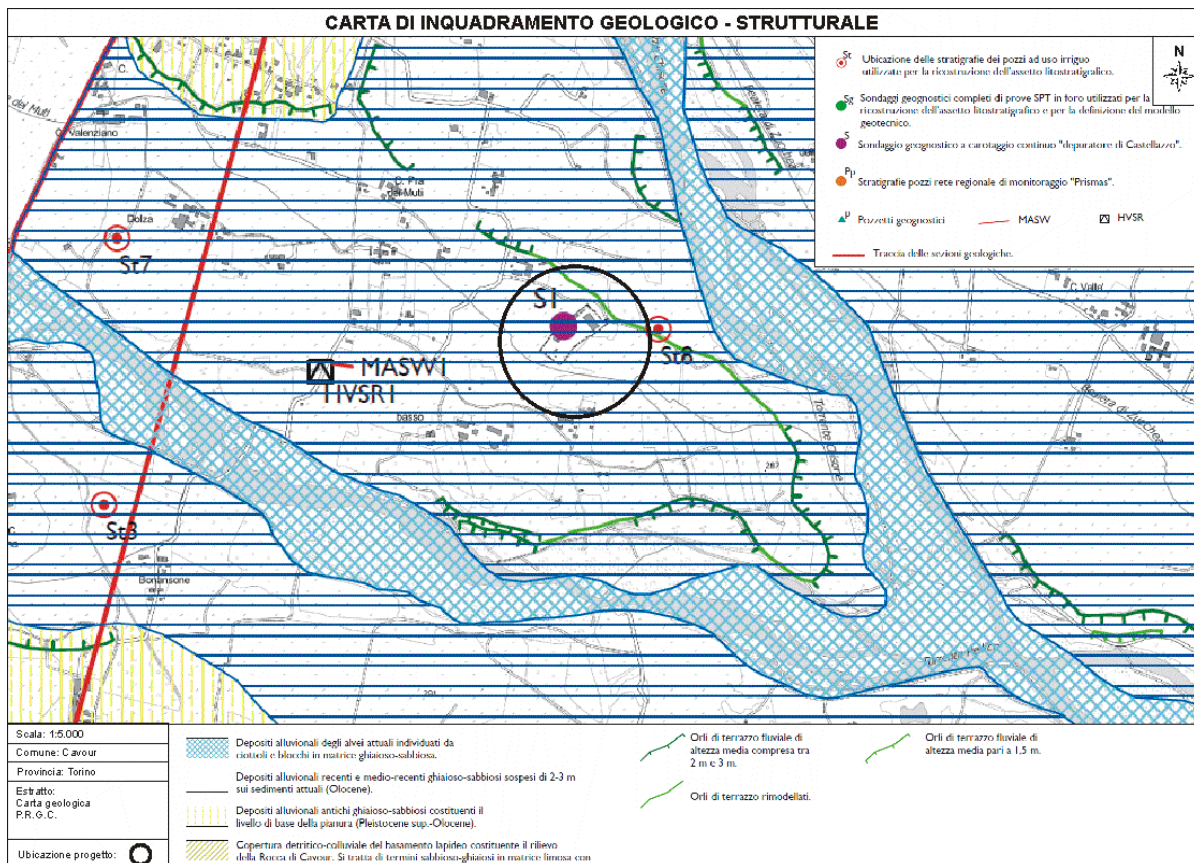 CARTA DI INQUADRAMENTO GEOLOGICO - STRUTTURALE
N
St
Ubicazione delle stratigrafie dei pozzi ad uso irriguo
utilizzate per la ricostruzione dell'assetto litostratigrafico.
Sg Sondaggi geognostici completi di prove SPT in foro utilizzati per la
ricostruzione dell'assetto litostratigrafico e per la definizione del modello
geotecnico.
S Sondaggio geognostico a carotaggio continuo "depuratore di Castellazzo".
Pp
Stratigrafie pozzi rete regionale di monitoraggio "Prismas".
P Pozzetti geognostici
MASW
HVSR
Traccia delle sezioni geologiche.
C.
dei Muti
C. Valenziano
C. Pra
dei Muti
Dolza
St7
S1
St6
MASW1
HVSR1
basso
C. Valle
Torrente Chisone
St3
Bonansone
291
Scala: 1:5.000
Comune: Cavour
Provincia: Torino
Estratto:
Carta geologica
P.R.G.C.
Ubicazione progetto:
Depositi alluvionali degli alvei attuali individuati da
ciottoli e blocchi in matrice ghiaioso-sabbiosa.
Depositi alluvionali recenti e medio-recenti ghiaioso-sabbiosi sospesi di 2-3 m
sui sedimenti attuali (Olocene).
Depositi alluvionali antichi ghiaioso-sabbiosi costituenti il
livello di base della pianura (Pleistocene sup.-Olocene).
Copertura detritico-colluviale del basamento lapideo costituente il rilievo
della Rocca di Cavour. Si tratta di termini sabbioso-ghiaiosi in matrice limosa con
Orli di terrazzo fluviale di
altezza media compresa tra
2 m e 3 m.
Orli di terrazzo rimodellati.
Orli di terrazzo fluviale di
altezza media pari a 1,5 m.